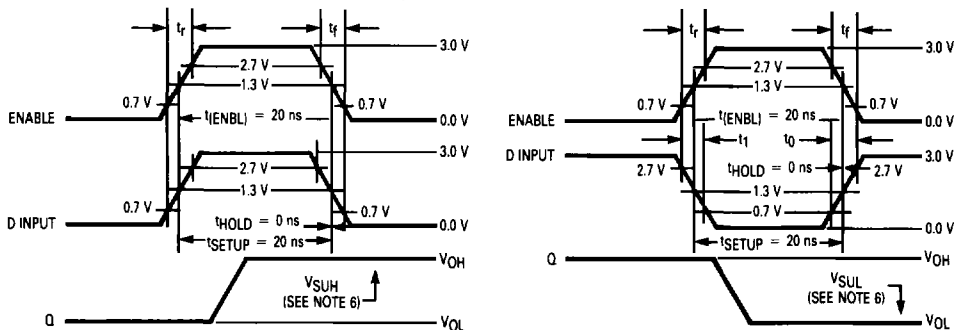 tr
tf
3.0 V
2.7 V
1.3 V
0.7 V
0.7 V
ENABLE
t(ENBL) = 20 ns
0.0 V
3.0 V
2.7 V
1.3 V
0.7 V
0.7 V
D INPUT
tHOLD = 0 ns
0.0 V
tSETUP = 20 ns
VOH
VSUH
(SEE NOTE 6)
Q
VOL
tr
tf
3.0 V
2.7 V
1.3 V
0.7 V
0.7 V
ENABLE
t(ENBL) = 20 ns
0.0 V
t1
t0
D INPUT
3.0 V
tHOLD = 0 ns
2.7 V
2.7 V
1.3 V
0.7 V
0.0 V
tSETUP = 20 ns
Q
VOH
VSUL
(SEE NOTE 6)
VOL